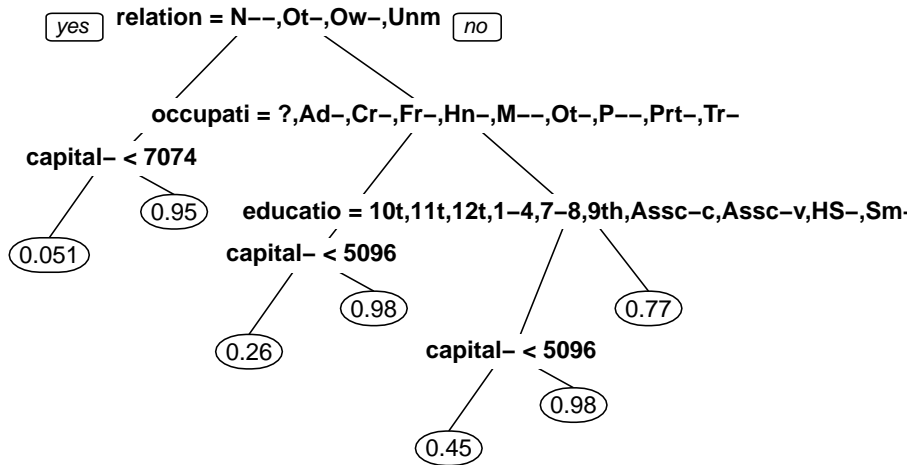 yes relation = N−−,Ot−,Ow−,Unm no
occupati = ?,Ad−,Cr−,Fr−,Hn−,M−−,Ot−,P−−,Prt−,Tr−
capital− < 7074
0.051
0.95
educatio = 10t,11t,12t,1−4,7−8,9th,Assc−c,Assc−v,HS−,Sm−
capital− < 5096
0.26
0.98
0.77
capital− < 5096
0.45
0.98